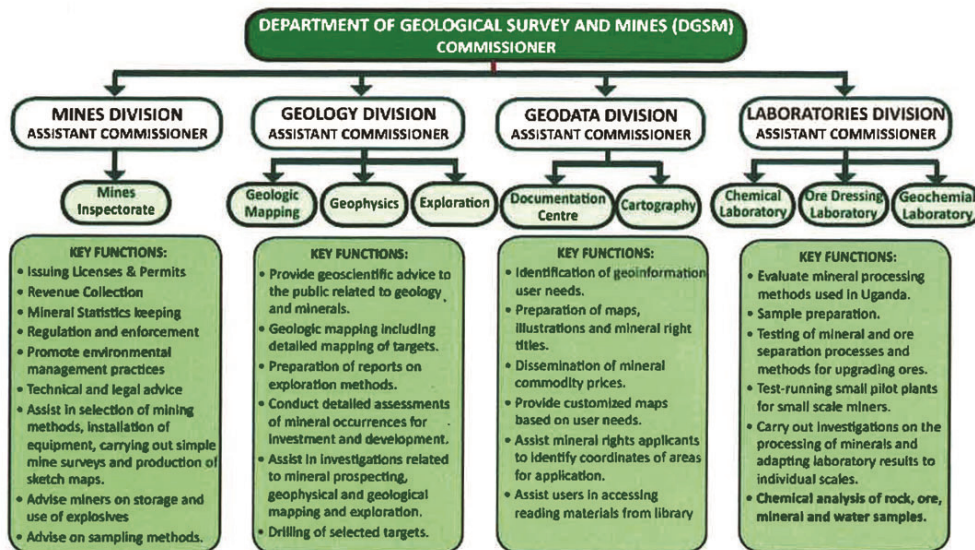 DEPARTMENT OF GEOLOGICAL SURVEY AND MINES (DGSM)
COMMISSIONER
MINES DIVISION
ASSISTANT COMMISSIONER
GEOLOGY DIVISION
ASSISTANT COMMISSIONER
GEODATA DIVISION
ASSISTANT COMMISSIONER
LABORATORIES DIVISION
ASSISTANT COMMISSIONER
Mines
Inspectorate
Geologic
Mapping
Geophysics
Exploration
Documentation
Centre
Cartography
Chemical
Laboratory
Ore Dressing
Laboratory
Geochemial
Laboratory
KEY FUNCTIONS:
• Issuing Licenses & Permits
• Revenue Collection
• Mineral Statistics keeping
• Regulation and enforcement
• Promote environmental
management practices
• Technical and legal advice
• Assist in selection of mining
methods, installation of
equipment, carrying out simple
mine surveys and production of
sketch maps.
• Advise miners on storage and
use of explosives
• Advise on sampling methods.
KEY FUNCTIONS:
• Provide geoscientific advice to
the public related to geology
and minerals.
• Geologic mapping including
detailed mapping of targets.
• Preparation of reports on
exploration methods.
• Conduct detailed assessments
of mineral occurrences for
investment and development.
• Assist in investigations related
to mineral prospecting,
geophysical and geological
mapping and exploration.
• Drilling of selected targets.
KEY FUNCTIONS:
• Identification of geoinformation
user needs.
• Preparation of maps,
illustrations and mineral right
titles.
• Dissemination of mineral
commodity prices.
• Provide customized maps
based on user needs.
• Assist mineral rights applicants
to identify coordinates of areas
for application.
• Assist users in accessing
reading materials from library
KEY FUNCTIONS:
• Evaluate mineral processing
methods used in Uganda.
• Sample preparation.
• Testing of mineral and ore
separation processes and
methods for upgrading ores.
• Test-running small pilot plants
for small scale miners.
• Carry out investigations on the
processing of minerals and
adapting laboratory results to
individual scales.
• Chemical analysis of rock, ore,
mineral and water samples.